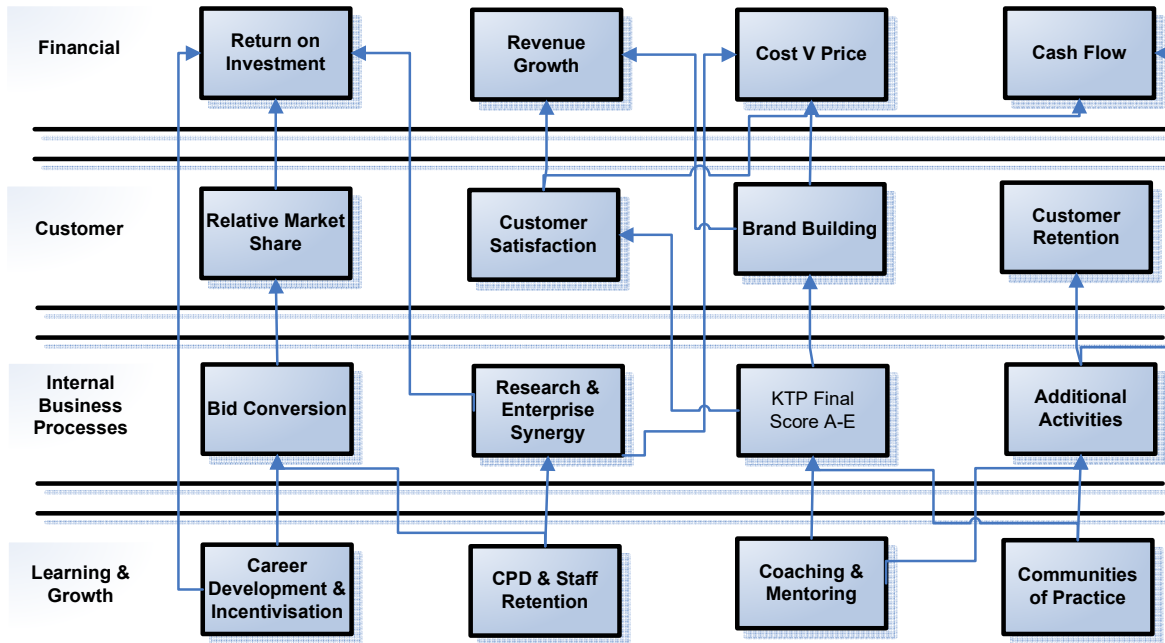 Financial
Return on
Investment
Revenue
Growth
Cost V Price
Cash Flow
Customer
Relative Market
Share
Customer
Satisfaction
Brand Building
Customer
Retention
Internal
Business
Processes
Bid Conversion
Research &
Enterprise
Synergy
KTP Final
Score A-E
Additional
Activities
Learning &
Growth
Career
Development &
Incentivisation
CPD & Staff
Retention
Coaching &
Mentoring
Communities
of Practice